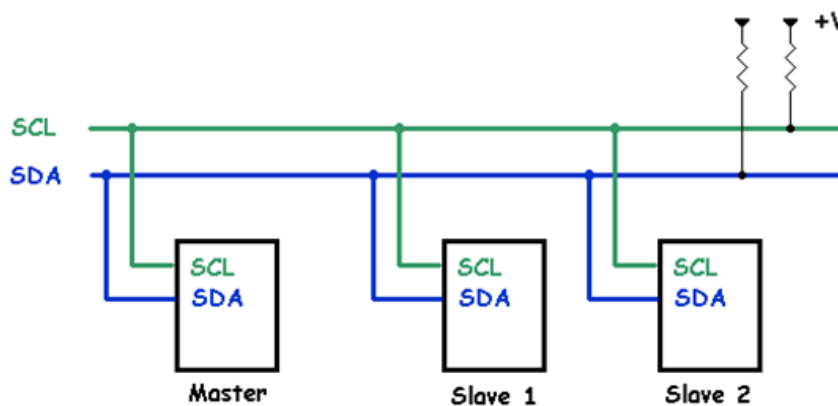 +V
SCL
SDA
SCL
SDA
Master
SCL
SDA
Slave 1
SCL
SDA
Slave 2